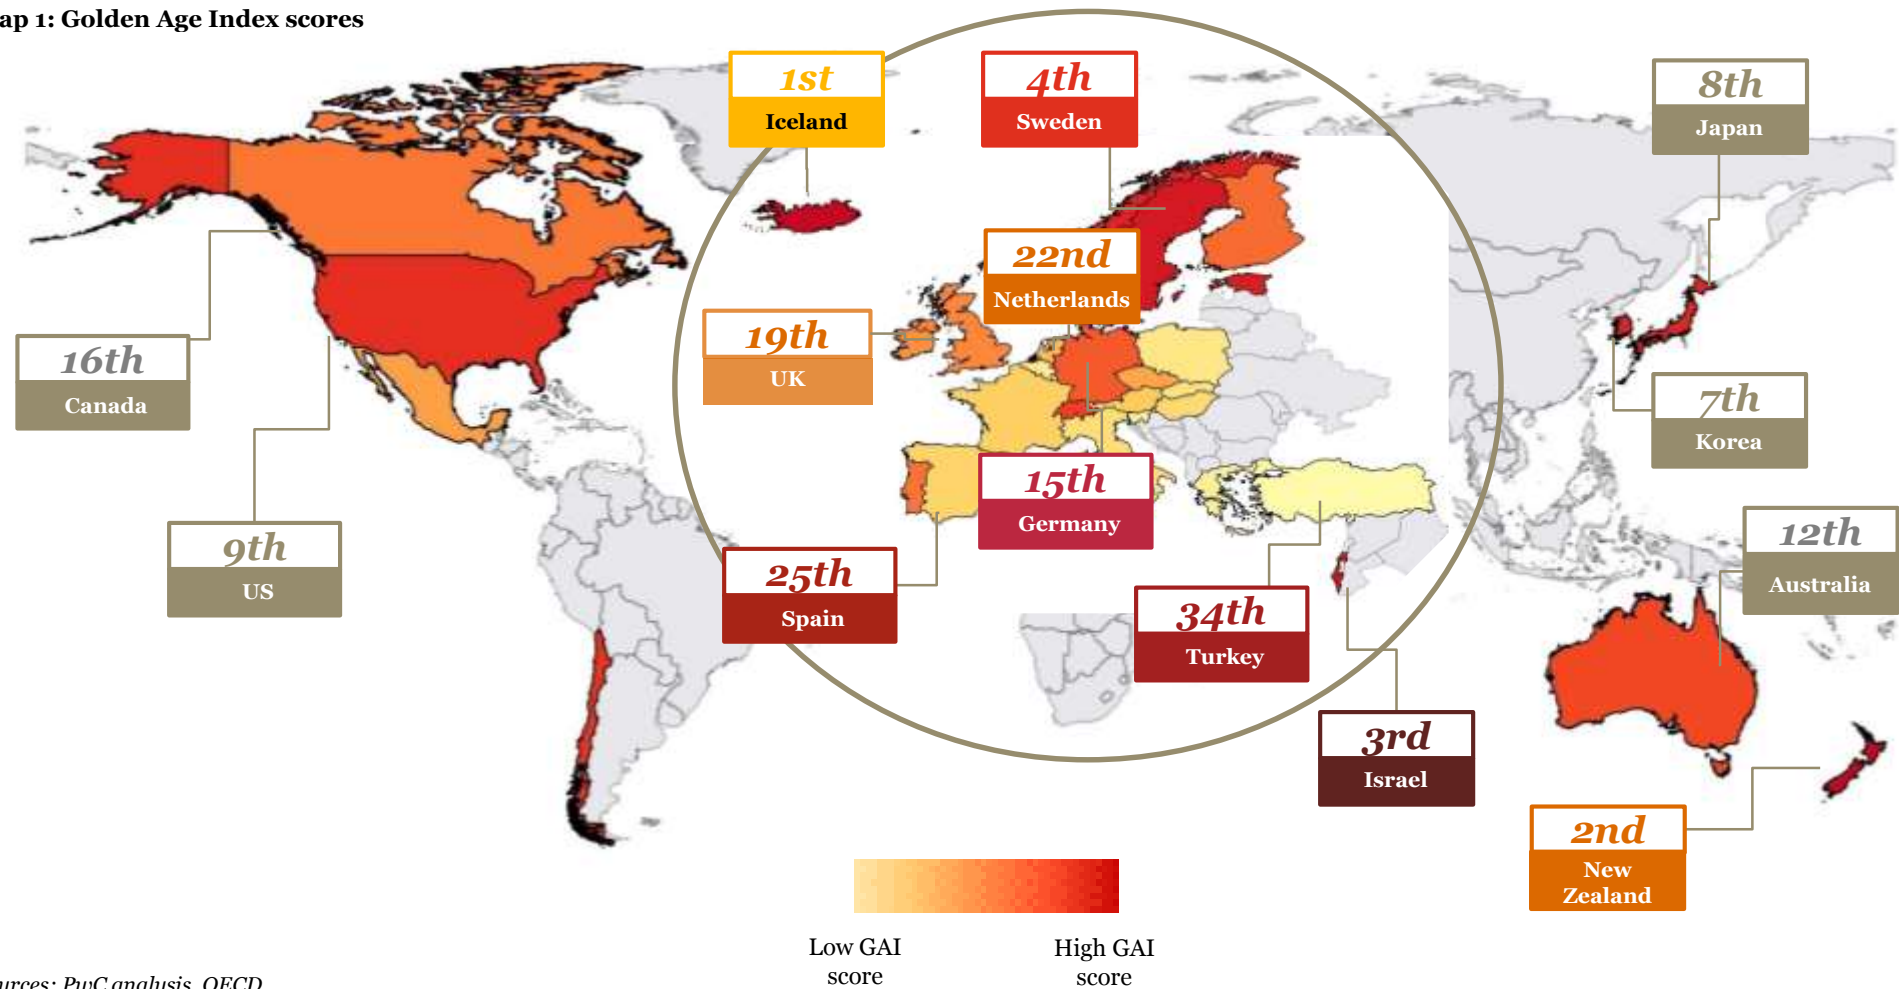 ap 1: Golden Age Index scores
1st
Iceland
4th
Sweden
8th
Japan
22nd
Netherlands
19th
UK
16th
Canada
7th
Korea
15th
Germany
9th
US
25th
Spain
12th
Australia
34th
Turkey
3rd
Israel
2nd
New
Zealand
Low GAI
score
High GAI
score
urces: PwC analysis, OECD